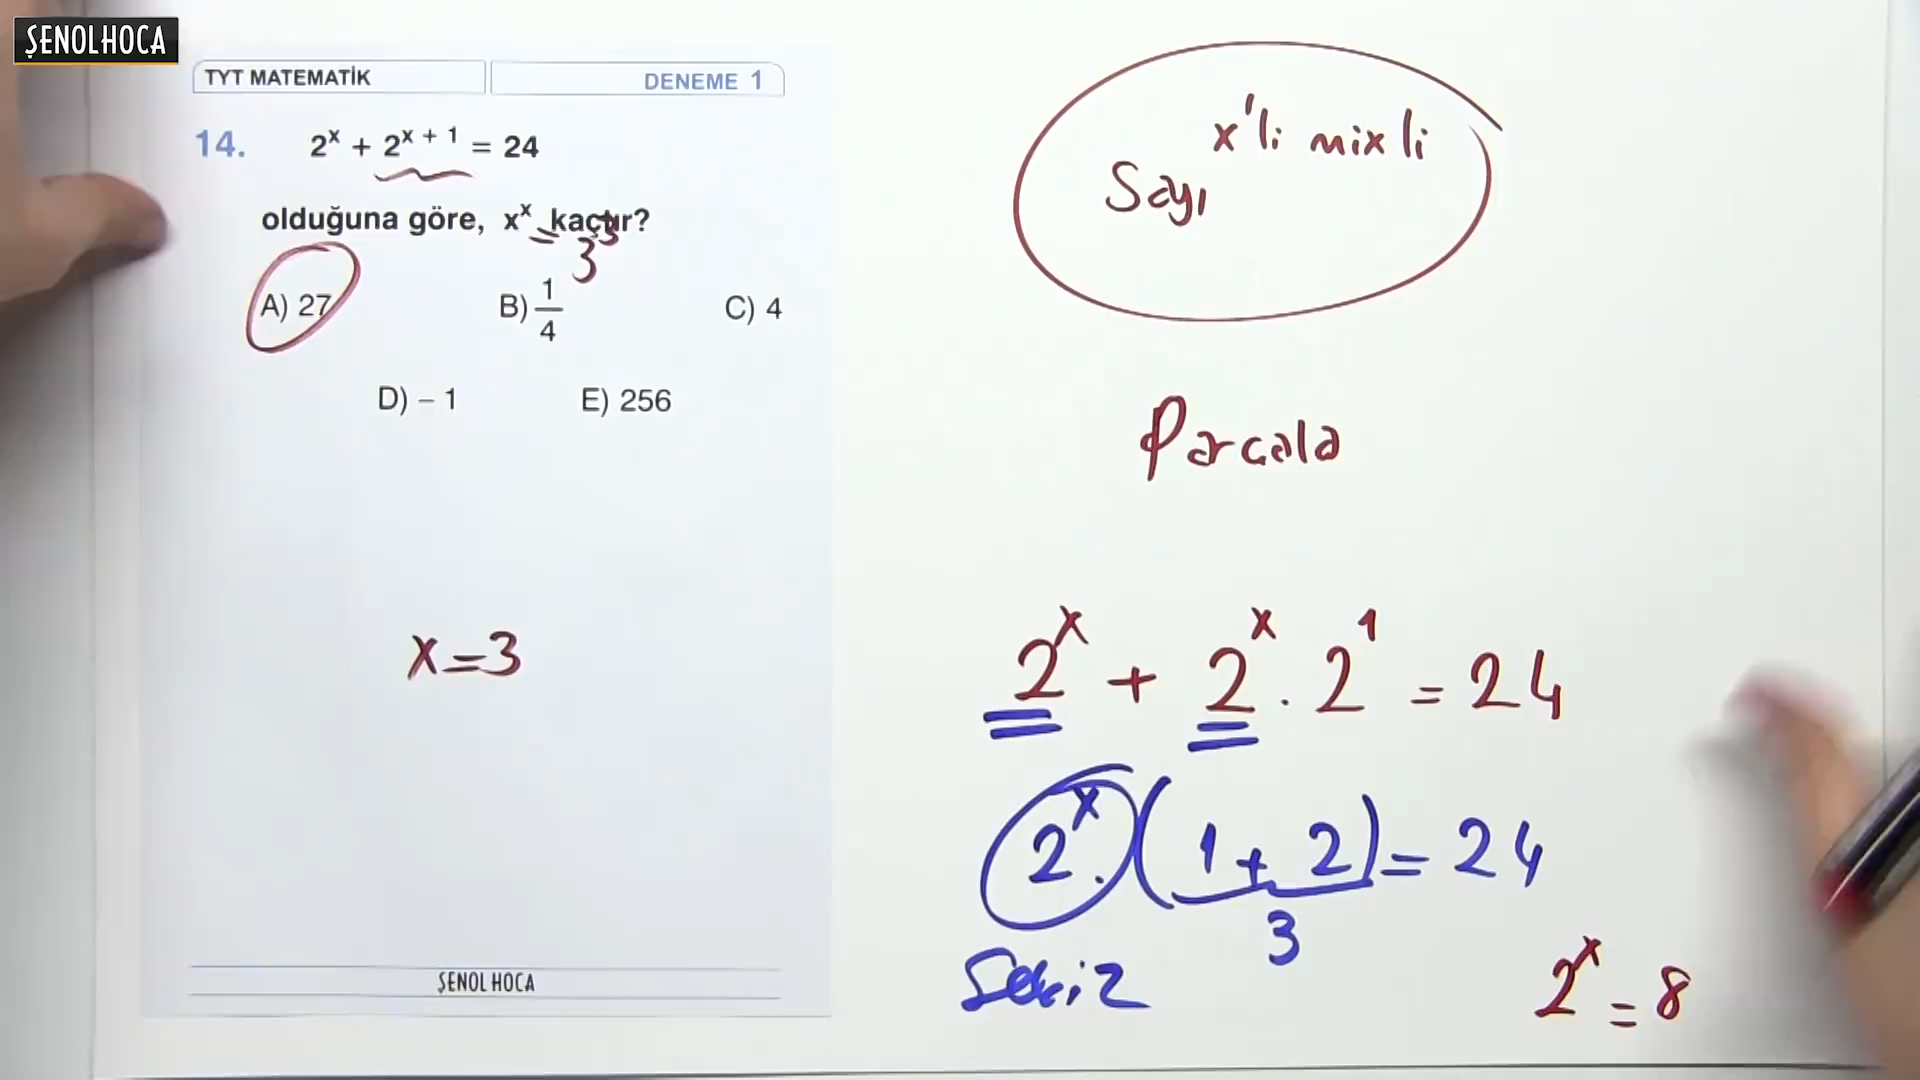 ŞENOLHOCA
TYT MATEMATİK
DENEME 1
14. 2^x + 2^(x + 1) = 24
olduğuna göre, x^x kaçtır?
= 3^3
A) 27 B) 1/4 C) 4
D) – 1 E) 256
x=3
ŞENOL HOCA
Sayı x'li mixli
Parçala
2^x + 2^x . 2^1 = 24
2^x . (1 + 2) = 24
3
Sekiz
2^x = 8